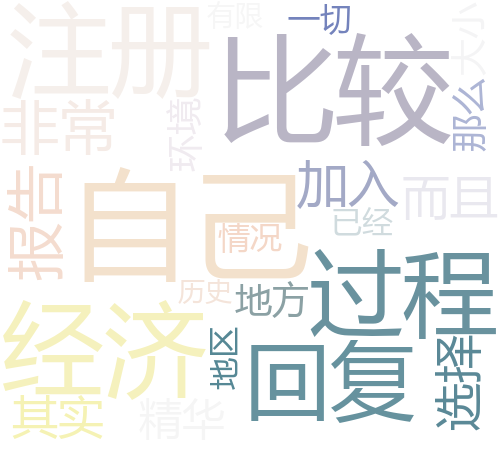 注册
有限
一切
大小
比较
非常
环境
那么
报告
自己
加入
而且
情况
已经
过程
历史
地方
经济
地区
回复
选择
其实
精华